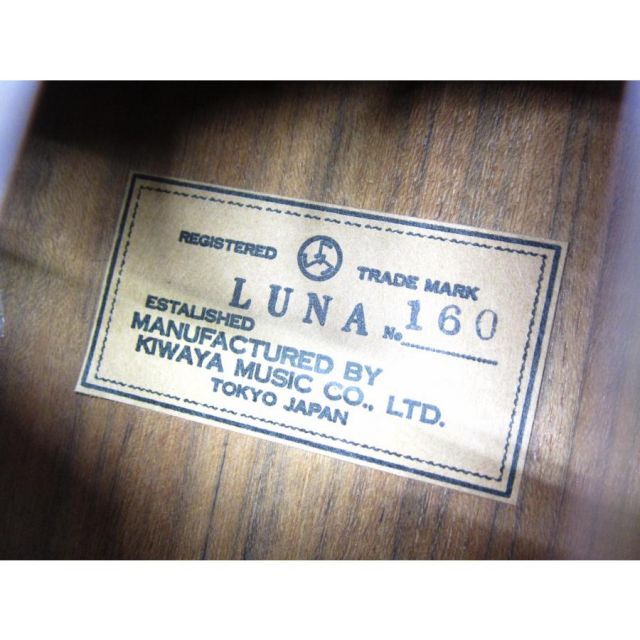 REGISTERED TRADE MARK
LUNA No 160
ESTALISHED
MANUFACTURED BY
KIWAYA MUSIC CO., LTD.
TOKYO JAPAN